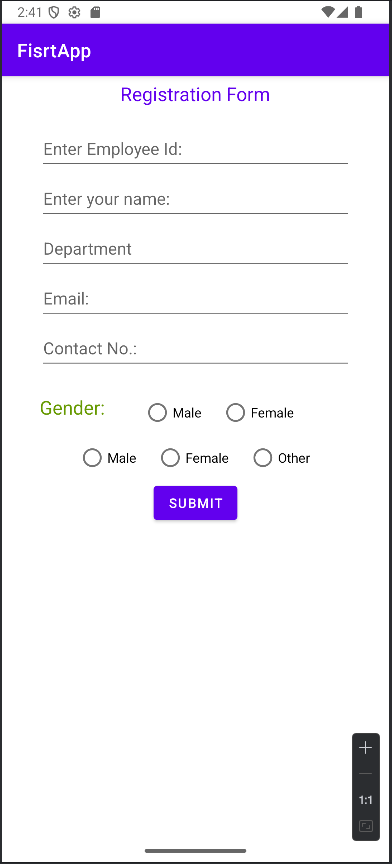 2:41
FisrtApp
Registration Form
Enter Employee Id:
Enter your name:
Department
Email:
Contact No.:
Gender: Male Female
Male Female Other
SUBMIT
1:1